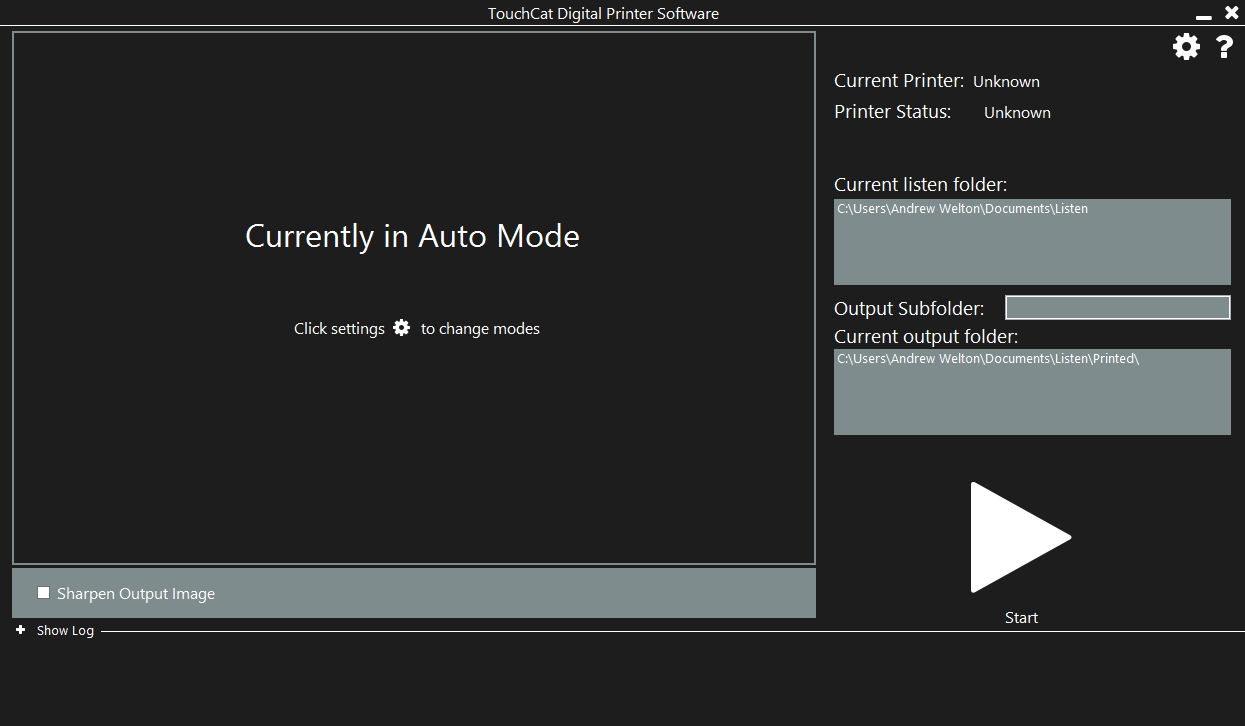 TouchCat Digital Printer Software
Current Printer: Unknown
Printer Status: Unknown
Currently in Auto Mode
Click settings to change modes
Current listen folder:
C:\Users\Andrew Welton\Documents\Listen
Output Subfolder:
Current output folder:
C:\Users\Andrew Welton\Documents\Listen\Printed\
Sharpen Output Image
Start
Show Log